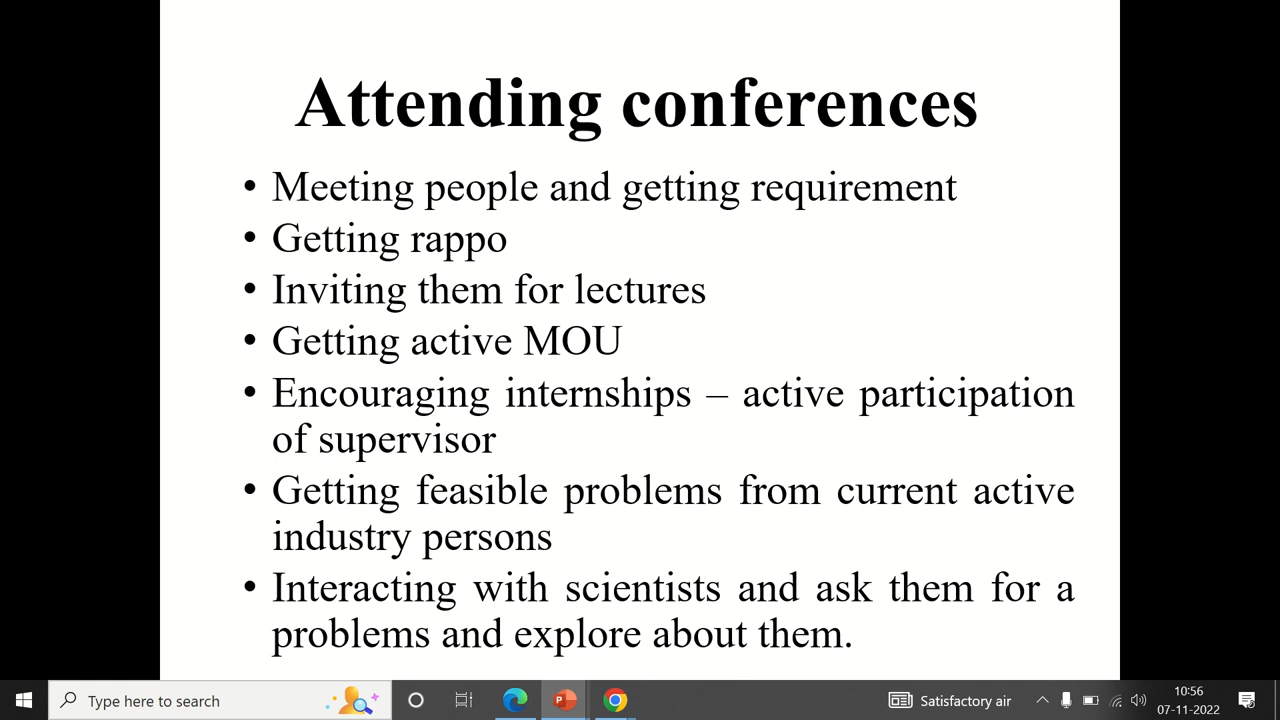 Attending conferences
• Meeting people and getting requirement
• Getting rappo
• Inviting them for lectures
• Getting active MOU
• Encouraging internships – active participation
of supervisor
• Getting feasible problems from current active
industry persons
• Interacting with scientists and ask them for a
problems and explore about them.
Type here to search
Satisfactory air
10:56
07-11-2022